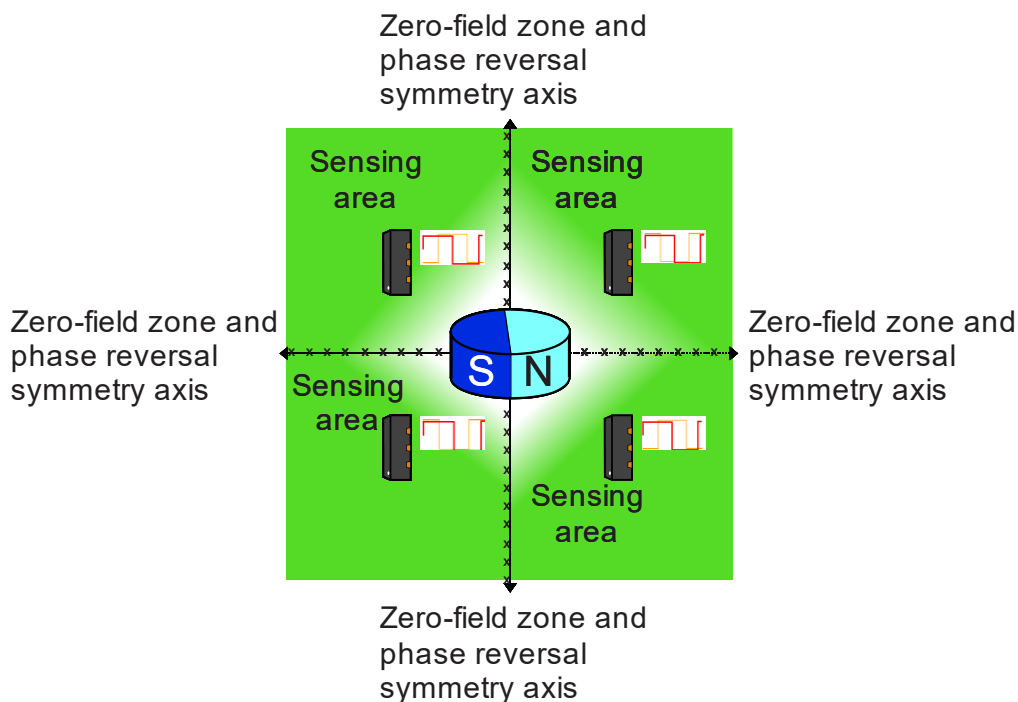 Zero-field zone and
phase reversal
symmetry axis
Sensing
area
Sensing
area
Zero-field zone and
phase reversal
symmetry axis
Zero-field zone and
phase reversal
symmetry axis
S N
Sensing
area
Sensing
area
Zero-field zone and
phase reversal
symmetry axis